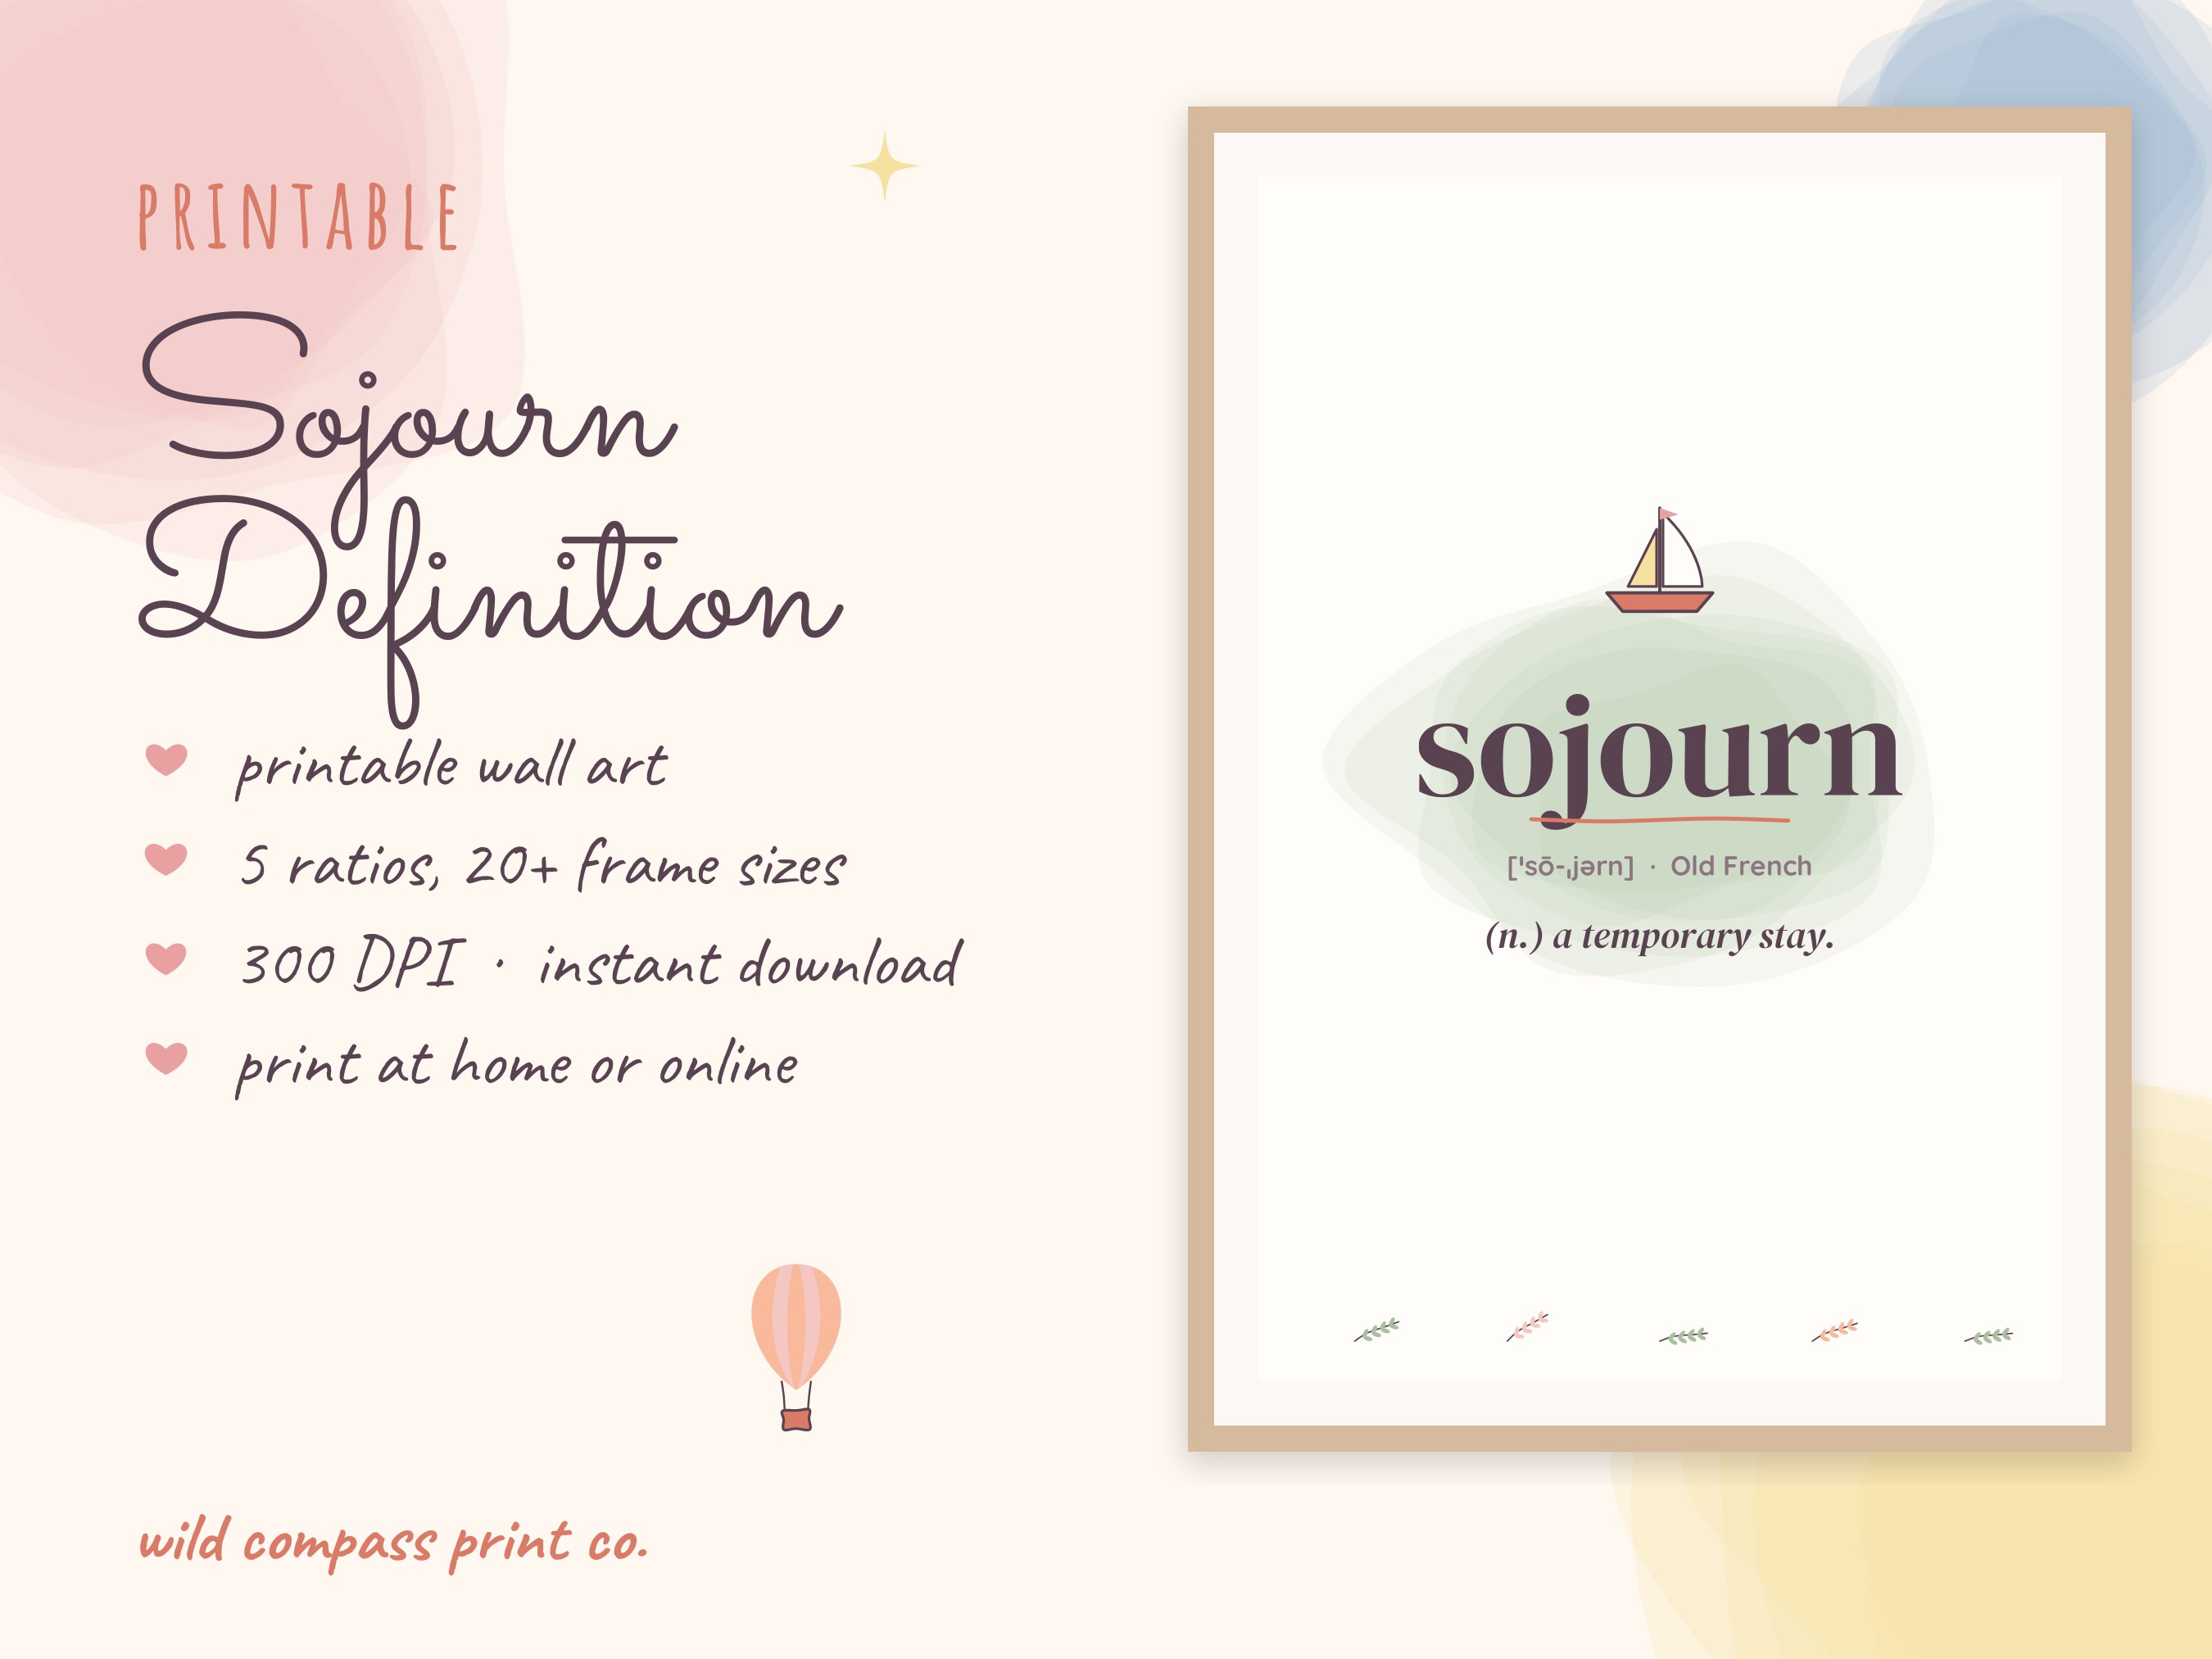 PRINTABLE
Sojourn
Definition
printable wall art
5 ratios, 20+ frame sizes
300 DPI · instant download
print at home or online
wild compass print co.
sojourn
['sō-ˌjərn] · Old French
(n.) a temporary stay.